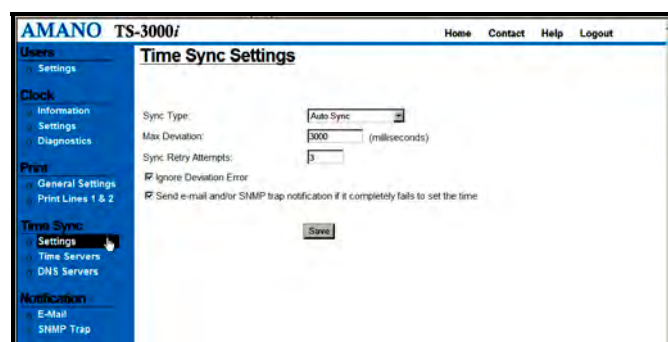 AMANO TS-3000i
Home Contact Help Logout
Users
Settings
Clock
Information
Settings
Diagnostics
Print
General Settings
Print Lines 1 & 2
Time Sync
Settings
Time Servers
DNS Servers
Notification
E-Mail
SNMP Trap
Time Sync Settings
Sync Type: Auto Sync
Max Deviation: 3000 (milliseconds)
Sync Retry Attempts: 3
Ignore Deviation Error
Send e-mail and/or SNMP trap notification if it completely fails to set the time
Save